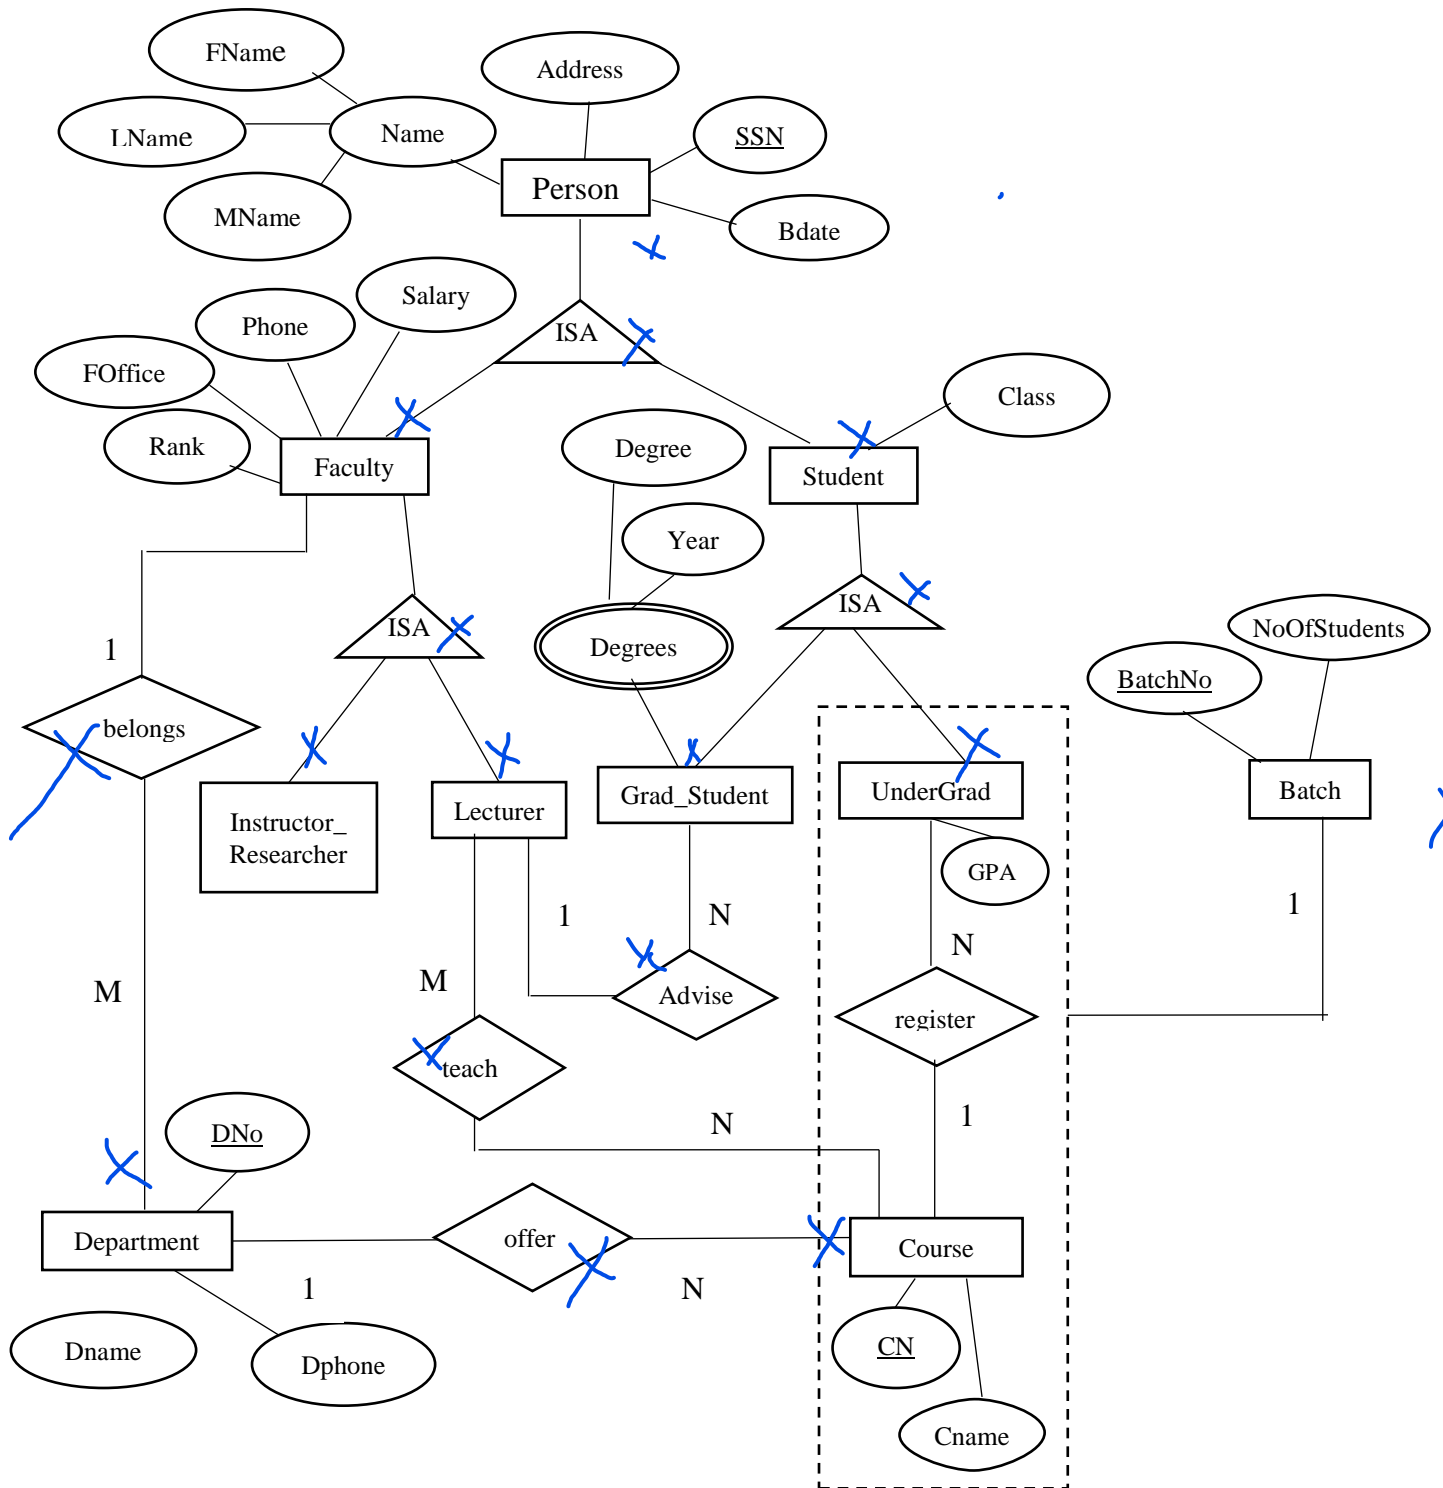 FName
Address
LName
Name
SSN
Person
MName
Bdate
Salary
Phone
ISA
FOffice
Class
Rank
Degree
Faculty
Student
Year
ISA
ISA
NoOfStudents
1
Degrees
BatchNo
belongs
Grad_Student
UnderGrad
Batch
Instructor_
Researcher
Lecturer
GPA
1
N
1
N
M
M
Advise
register
teach
1
N
DNo
Department
offer
Course
1
N
Dname
Dphone
CN
Cname